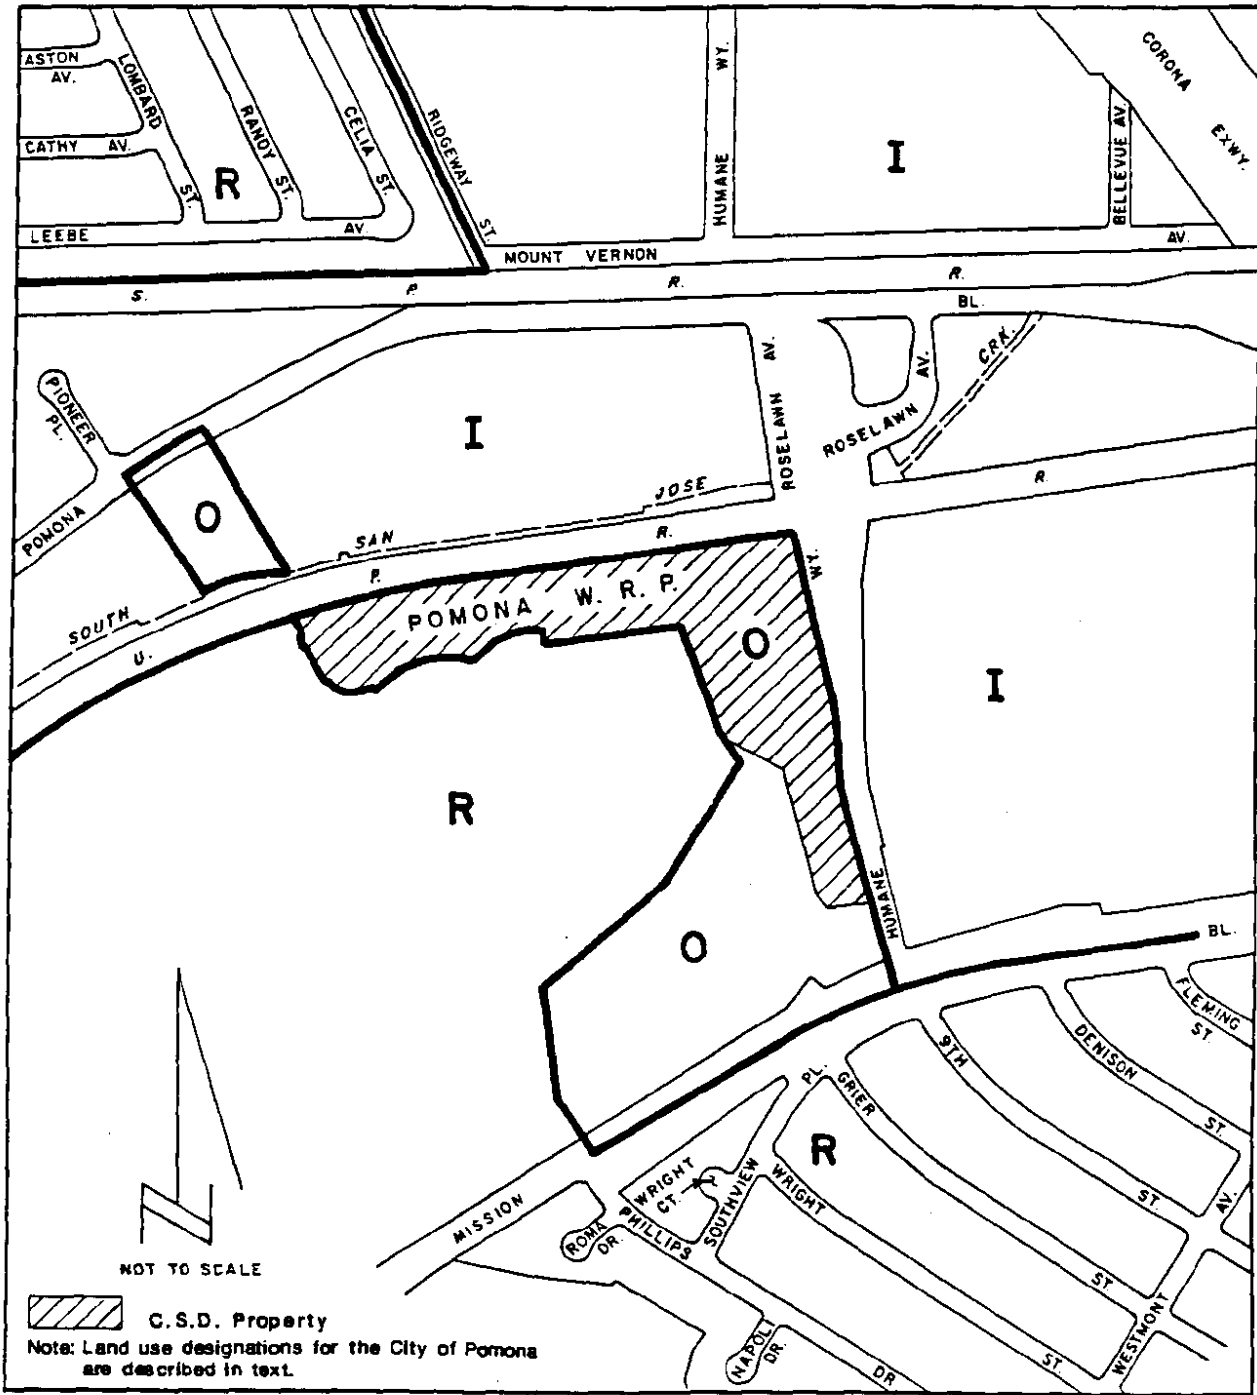 ASTON
AV.
LOMBARD
ST.
RANDY
ST.
CELIA
ST.
RIDGEWAY
ST.
HUMANE WY.
CORONA
EXWY.
BELLEVUE AV.
CATHY AV.
R
I
LEEBE AV.
MOUNT VERNON AV.
S. P. R. R.
BL.
PIONEER
PL.
ROSELAWN AV.
ROSELAWN AV.
CRK.
I
POMONA
O
SOUTH SAN JOSE
U. P. R. R.
POMONA W. R. P.
O
HUMANE WY.
I
R
O
BL.
FLEMING
ST.
DENISON ST.
9TH ST.
GRIER ST.
PL.
R
WRIGHT
CT.
SOUTHVIEW
WRIGHT ST.
MISSION
ROMA
DR.
PHILLIPS DR
NAPOLI
DR.
WESTMONT AV.
N
NOT TO SCALE
C.S.D. Property
Note: Land use designations for the City of Pomona
are described in text.